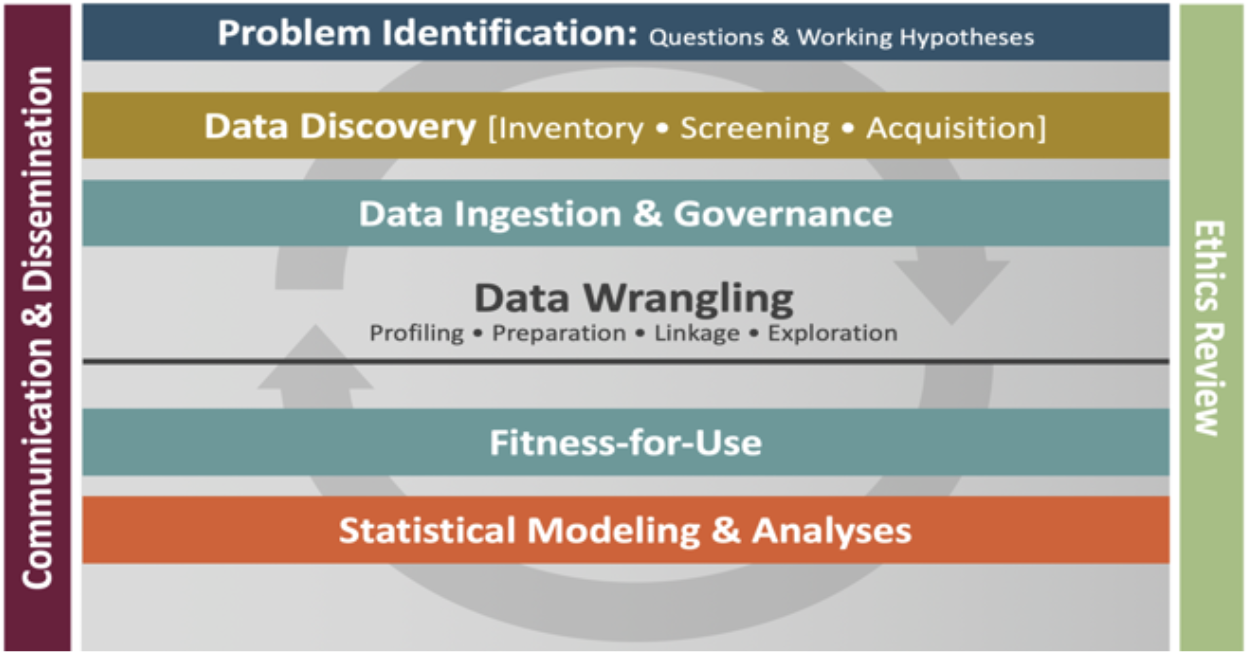 Communication & Dissemination
Problem Identification: Questions & Working Hypotheses
Data Discovery [Inventory • Screening • Acquisition]
Data Ingestion & Governance
Data Wrangling
Profiling • Preparation • Linkage • Exploration
Fitness-for-Use
Statistical Modeling & Analyses
Ethics Review